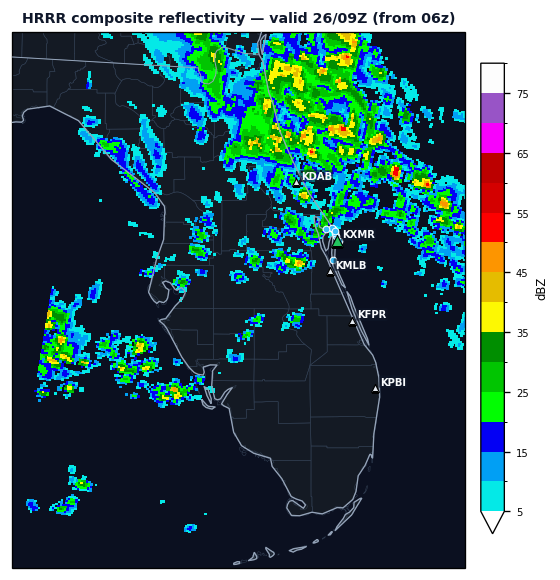 HRRR composite reflectivity — valid 26/09Z (from 06z)
KDAB
KXMR
KMLB
KFPR
KPBI
75
65
55
45
35
25
15
5
dBZ